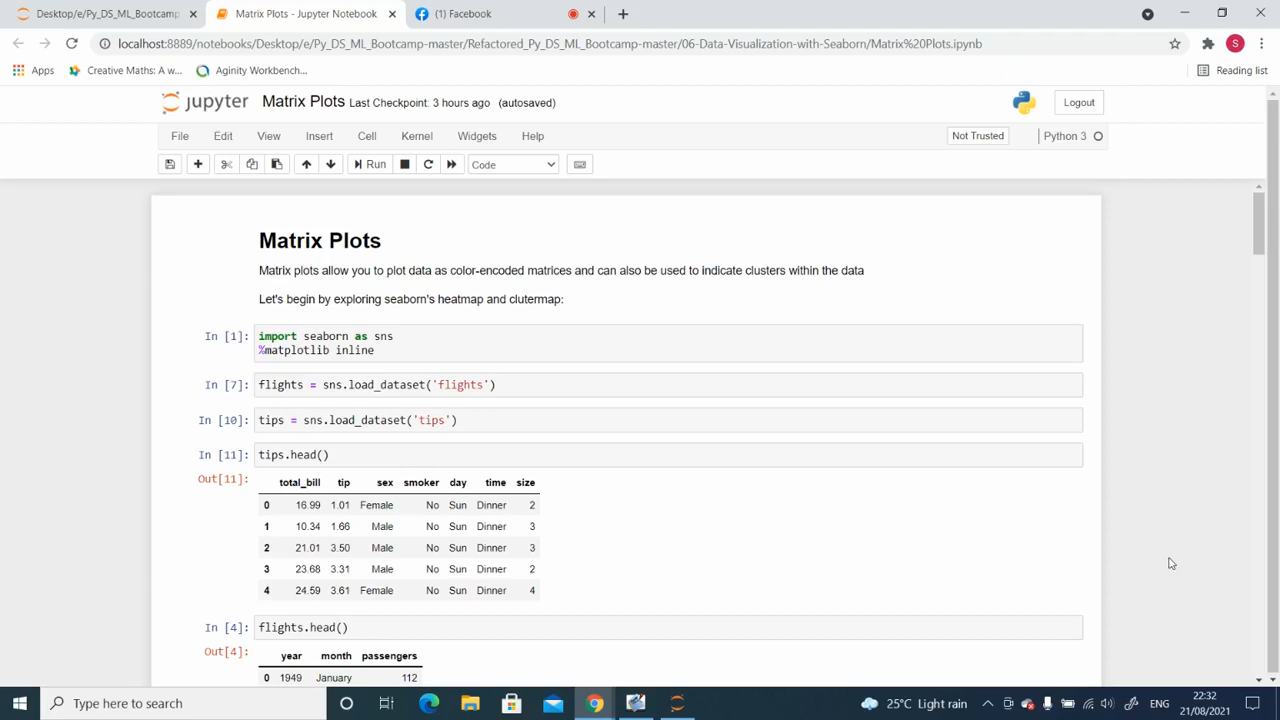 Desktop/e/Py_DS_ML_Bootcamp-
Matrix Plots - Jupyter Notebook
(1) Facebook
localhost:8889/notebooks/Desktop/e/Py_DS_ML_Bootcamp-master/Refactored_Py_DS_ML_Bootcamp-master/06-Data-Visualization-with-Seaborn/Matrix%20Plots.ipynb
S
Apps
Creative Maths: A w...
Aginity Workbench...
Reading list
jupyter Matrix Plots Last Checkpoint: 3 hours ago (autosaved)
Logout
File Edit View Insert Cell Kernel Widgets Help
Not Trusted
Python 3
Run
Code
Matrix Plots
Matrix plots allow you to plot data as color-encoded matrices and can also be used to indicate clusters within the data
Let's begin by exploring seaborn's heatmap and clutermap:
In [1]: import seaborn as sns
%matplotlib inline
In [7]: flights = sns.load_dataset('flights')
In [10]: tips = sns.load_dataset('tips')
In [11]: tips.head()
Out[11]:
total_bill tip sex smoker day time size
0 16.99 1.01 Female No Sun Dinner 2
1 10.34 1.66 Male No Sun Dinner 3
2 21.01 3.50 Male No Sun Dinner 3
3 23.68 3.31 Male No Sun Dinner 2
4 24.59 3.61 Female No Sun Dinner 4
In [4]: flights.head()
Out[4]:
year month passengers
0 1949 January 112
Type here to search
25°C Light rain
ENG
22:32
21/08/2021